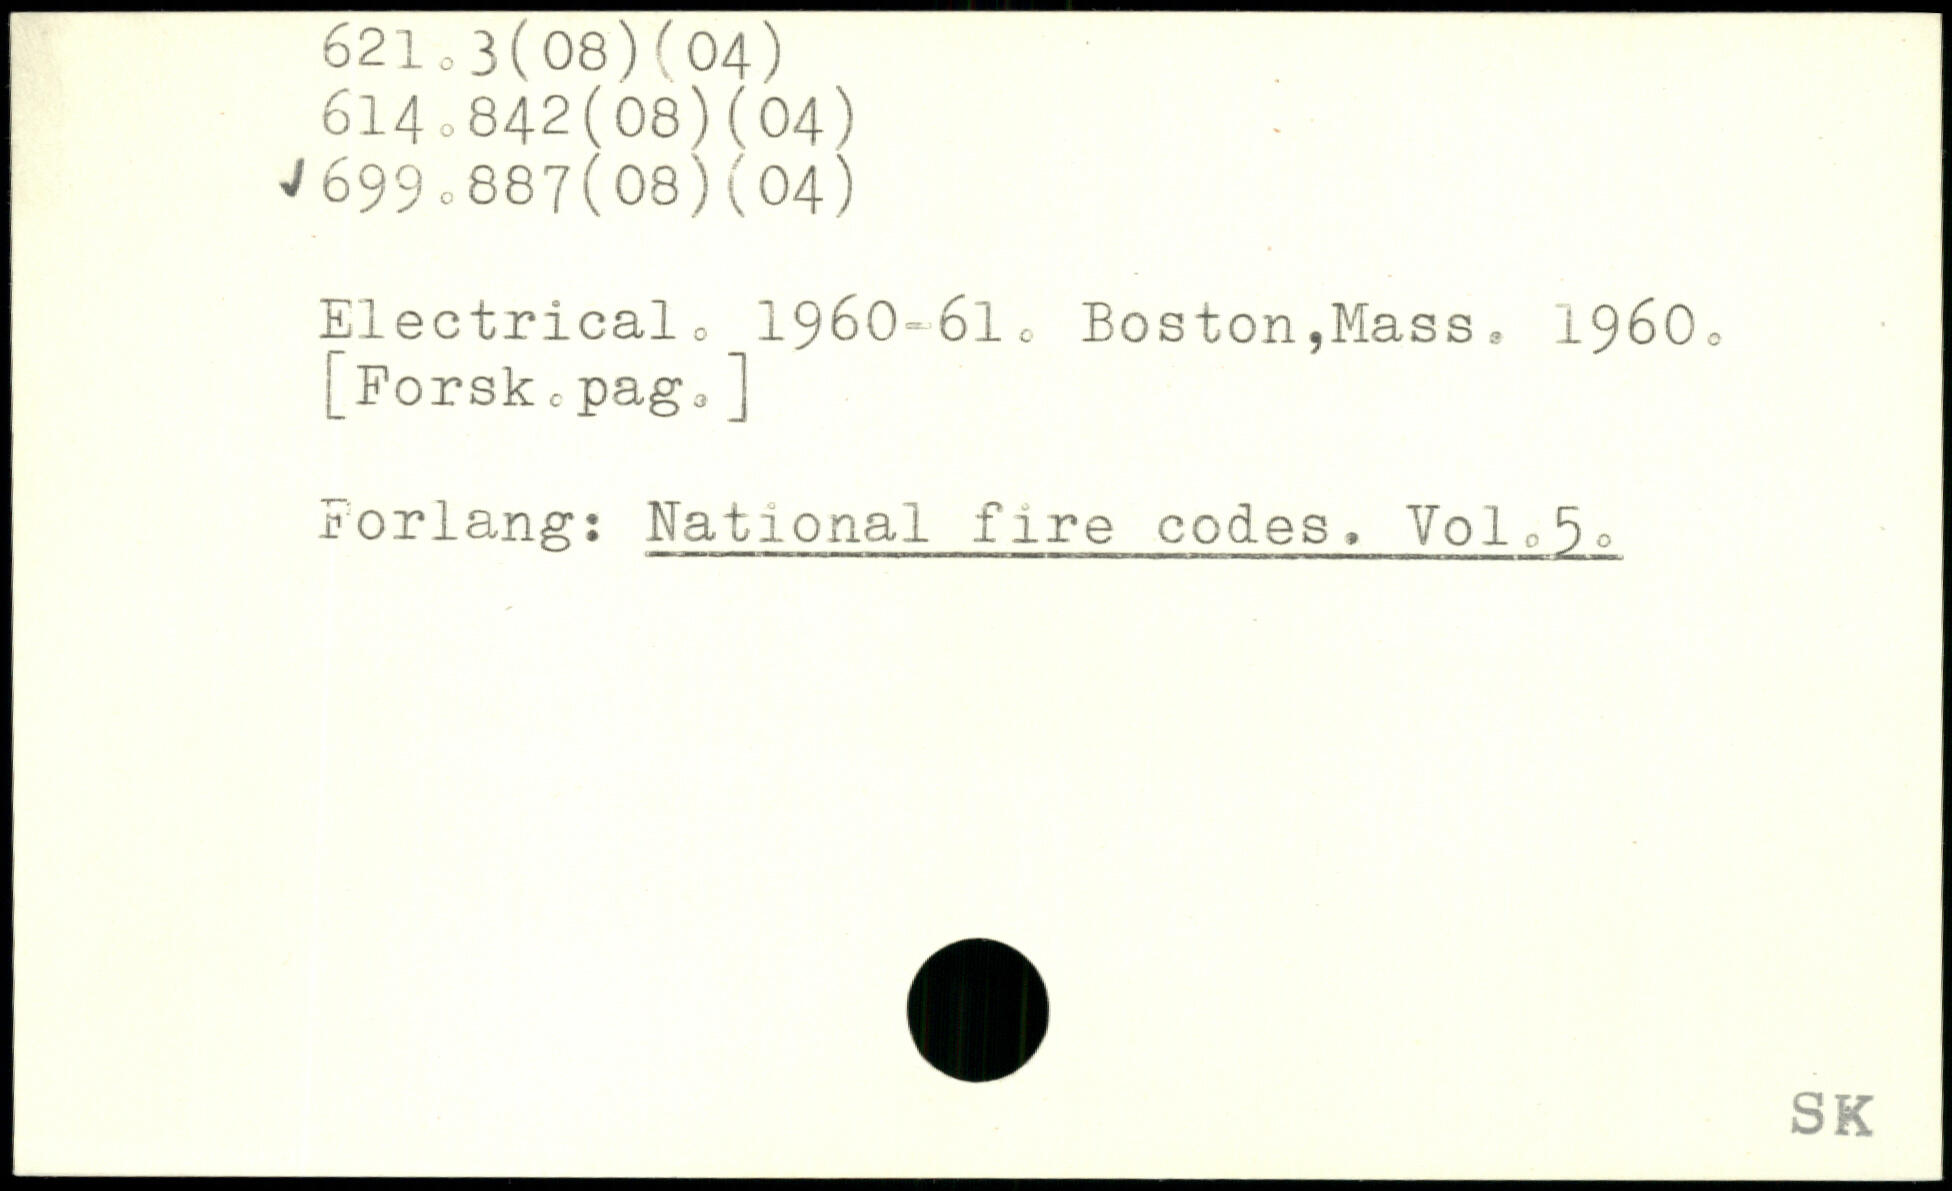 621.3(08)(04)
614.842(08)(04)
✓699.887(08)(04)
Electrical. 1960-61. Boston,Mass. 1960.
[Forsk.pag.]
Forlang: National fire codes. Vol.5.
SK